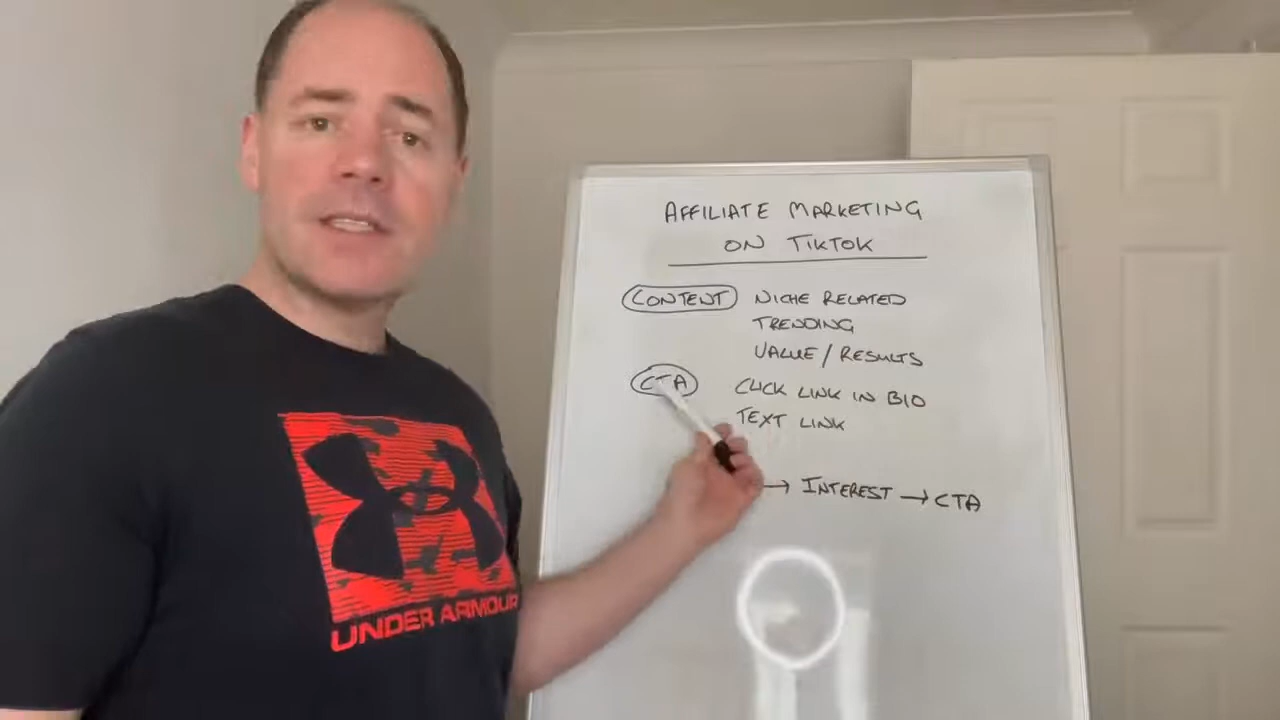 AFFILIATE MARKETING
ON TIKTOK
CONTENT NICHE RELATED
TRENDING
VALUE/RESULTS
CTA CLICK LINK IN BIO
TEXT LINK
→ INTEREST → CTA
UNDER ARMOUR